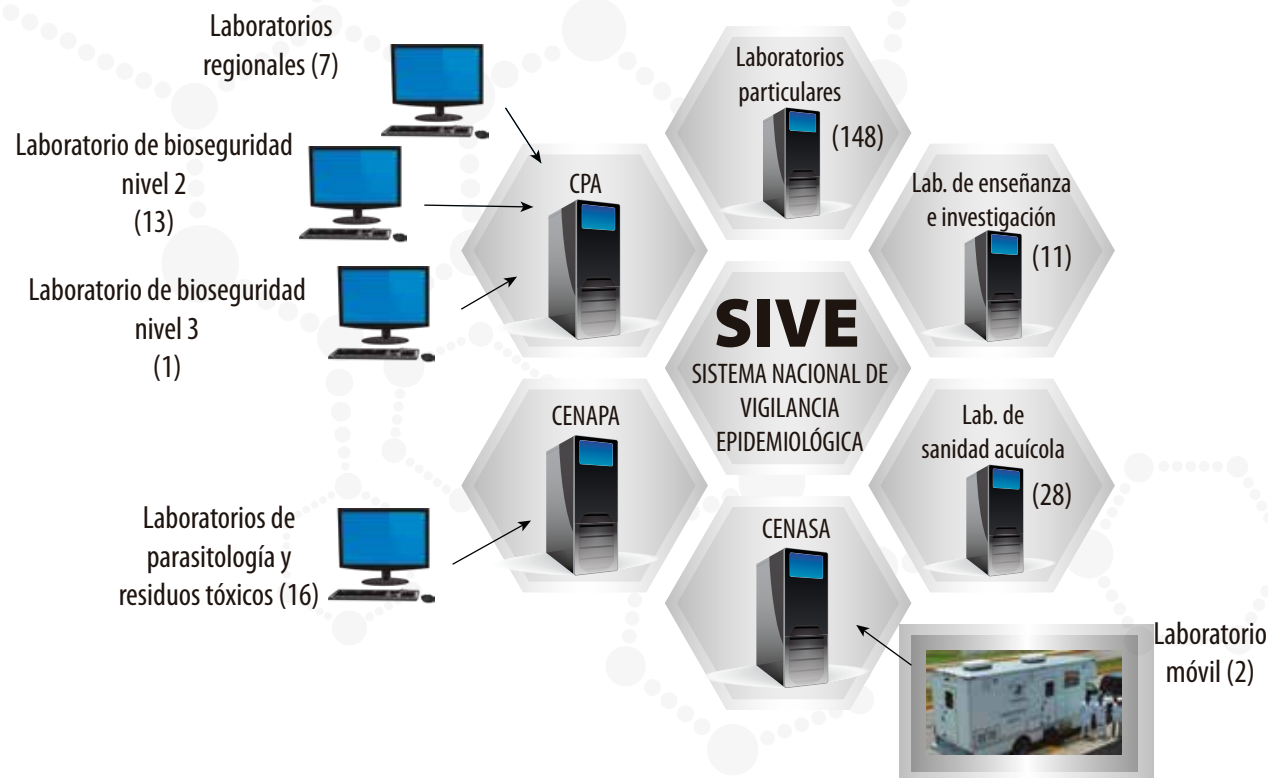 Laboratorios
regionales (7)
Laboratorio de bioseguridad
nivel 2
(13)
Laboratorio de bioseguridad
nivel 3
(1)
Laboratorios de
parasitología y
residuos tóxicos (16)
CPA
CENAPA
Laboratorios
particulares
(148)
SIVE
SISTEMA NACIONAL DE
VIGILANCIA
EPIDEMIOLÓGICA
CENASA
Lab. de enseñanza
e investigación
(11)
Lab. de
sanidad acuícola
(28)
Laboratorio
móvil (2)